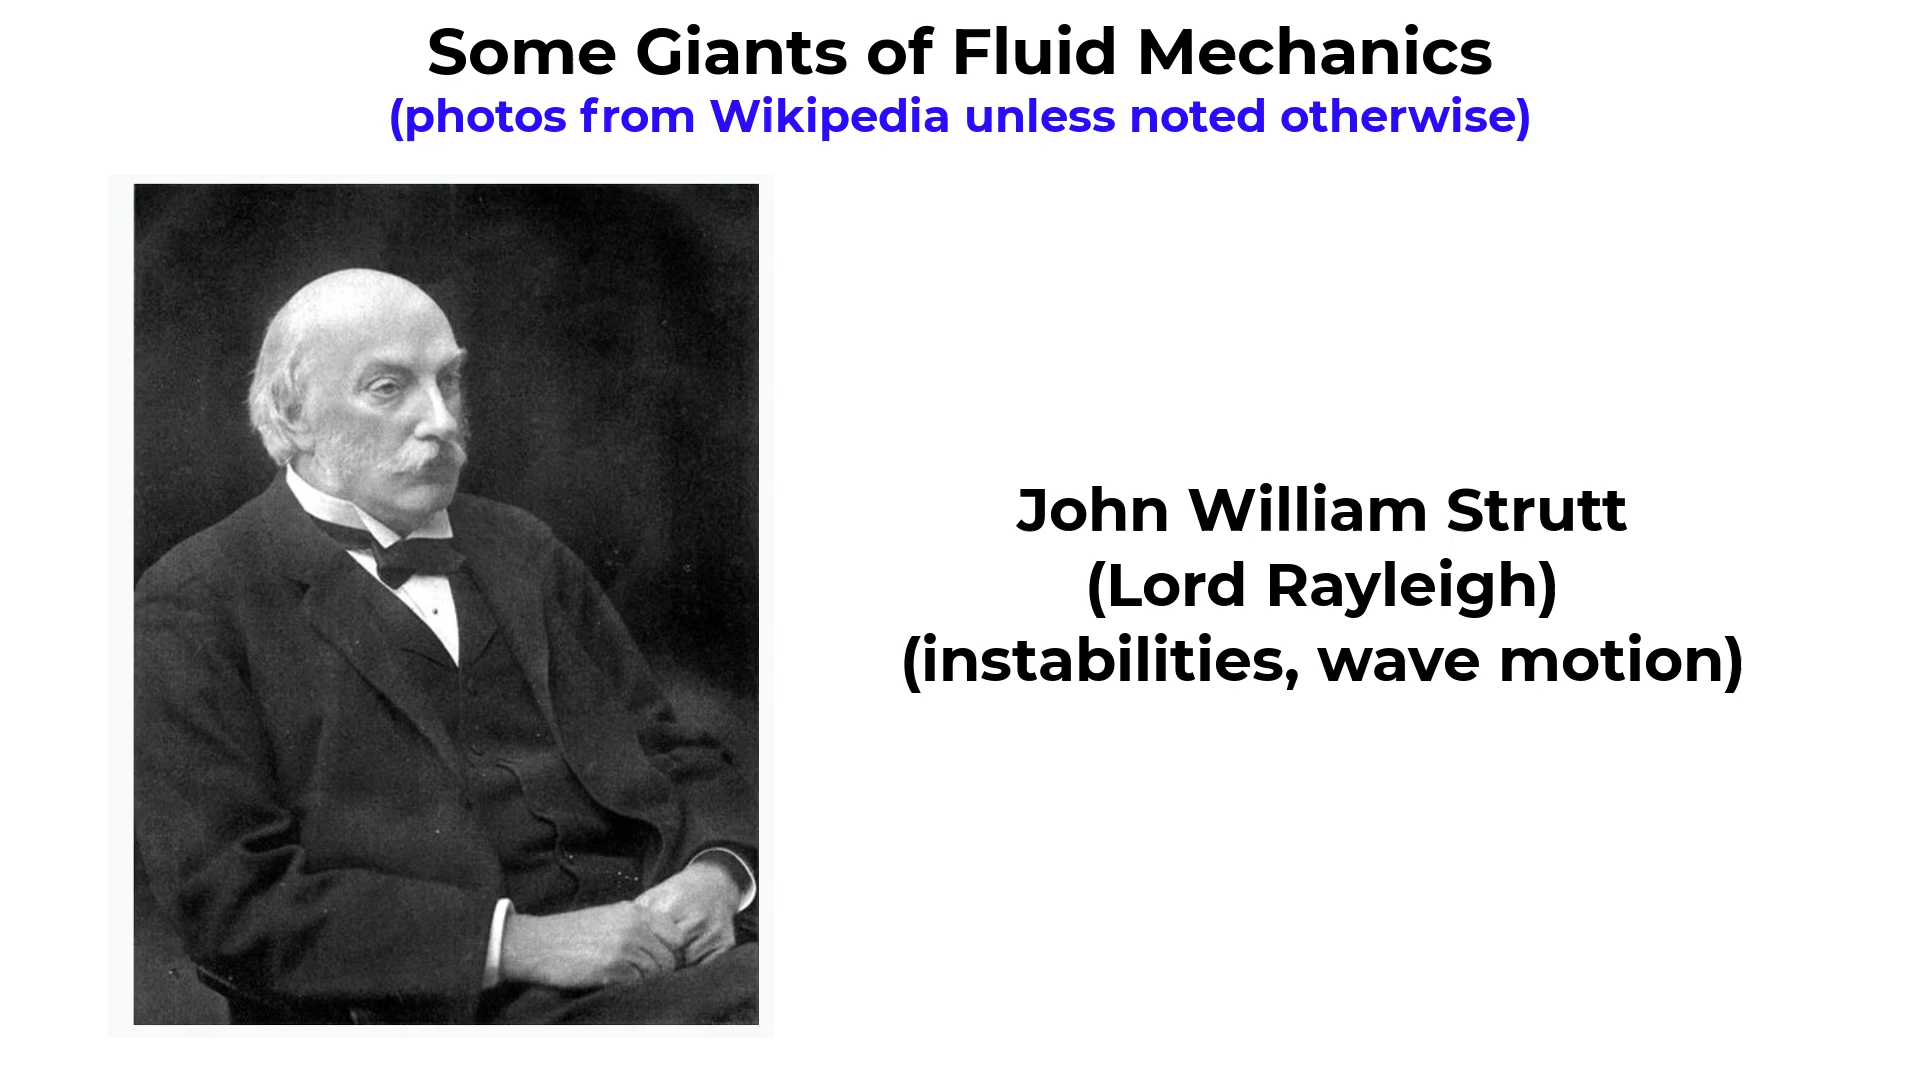 Some Giants of Fluid Mechanics
(photos from Wikipedia unless noted otherwise)
John William Strutt
(Lord Rayleigh)
(instabilities, wave motion)